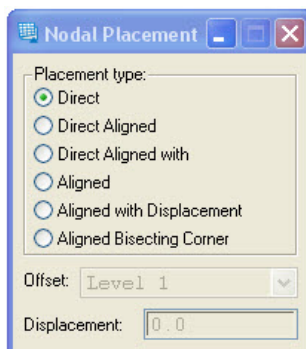 Nodal Placement
Placement type:
Direct
Direct Aligned
Direct Aligned with
Aligned
Aligned with Displacement
Aligned Bisecting Corner
Offset: Level 1
Displacement: 0.0